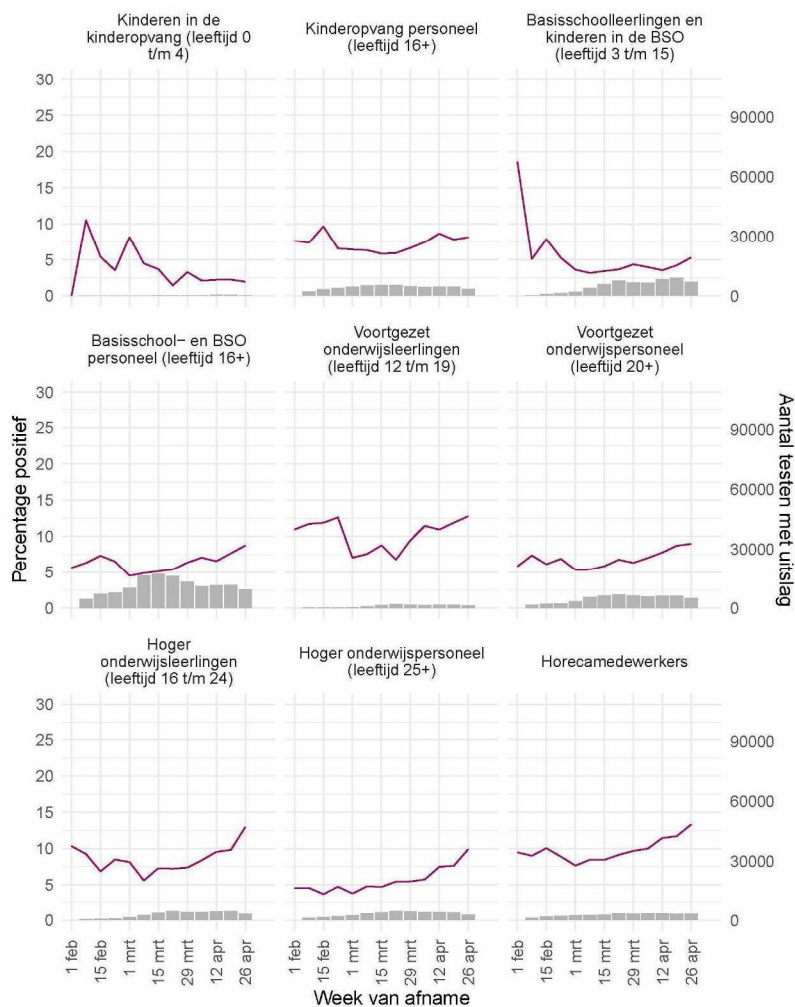 Kinderen in de
kinderopvang (leeftijd 0
t/m 4)
Kinderopvang personeel
(leeftijd 16+)
Basisschoolleerlingen en
kinderen in de BSO
(leeftijd 3 t/m 15)
30
25
20
15
10
5
0
90000
60000
30000
0
Basisschool- en BSO
personeel (leeftijd 16+)
Voortgezet
onderwijsleerlingen
(leeftijd 12 t/m 19)
Voortgezet
onderwijspersoneel
(leeftijd 20+)
Percentage positief
30
25
20
15
10
5
0
90000
60000
30000
0
Aantal testen met uitslag
Hoger
onderwijsleerlingen
(leeftijd 16 t/m 24)
Hoger onderwijspersoneel
(leeftijd 25+)
Horecamedewerkers
30
25
20
15
10
5
0
90000
60000
30000
0
1 feb
15 feb
1 mrt
15 mrt
29 mrt
12 apr
26 apr
1 feb
15 feb
1 mrt
15 mrt
29 mrt
12 apr
26 apr
1 feb
15 feb
1 mrt
15 mrt
29 mrt
12 apr
26 apr
Week van afname